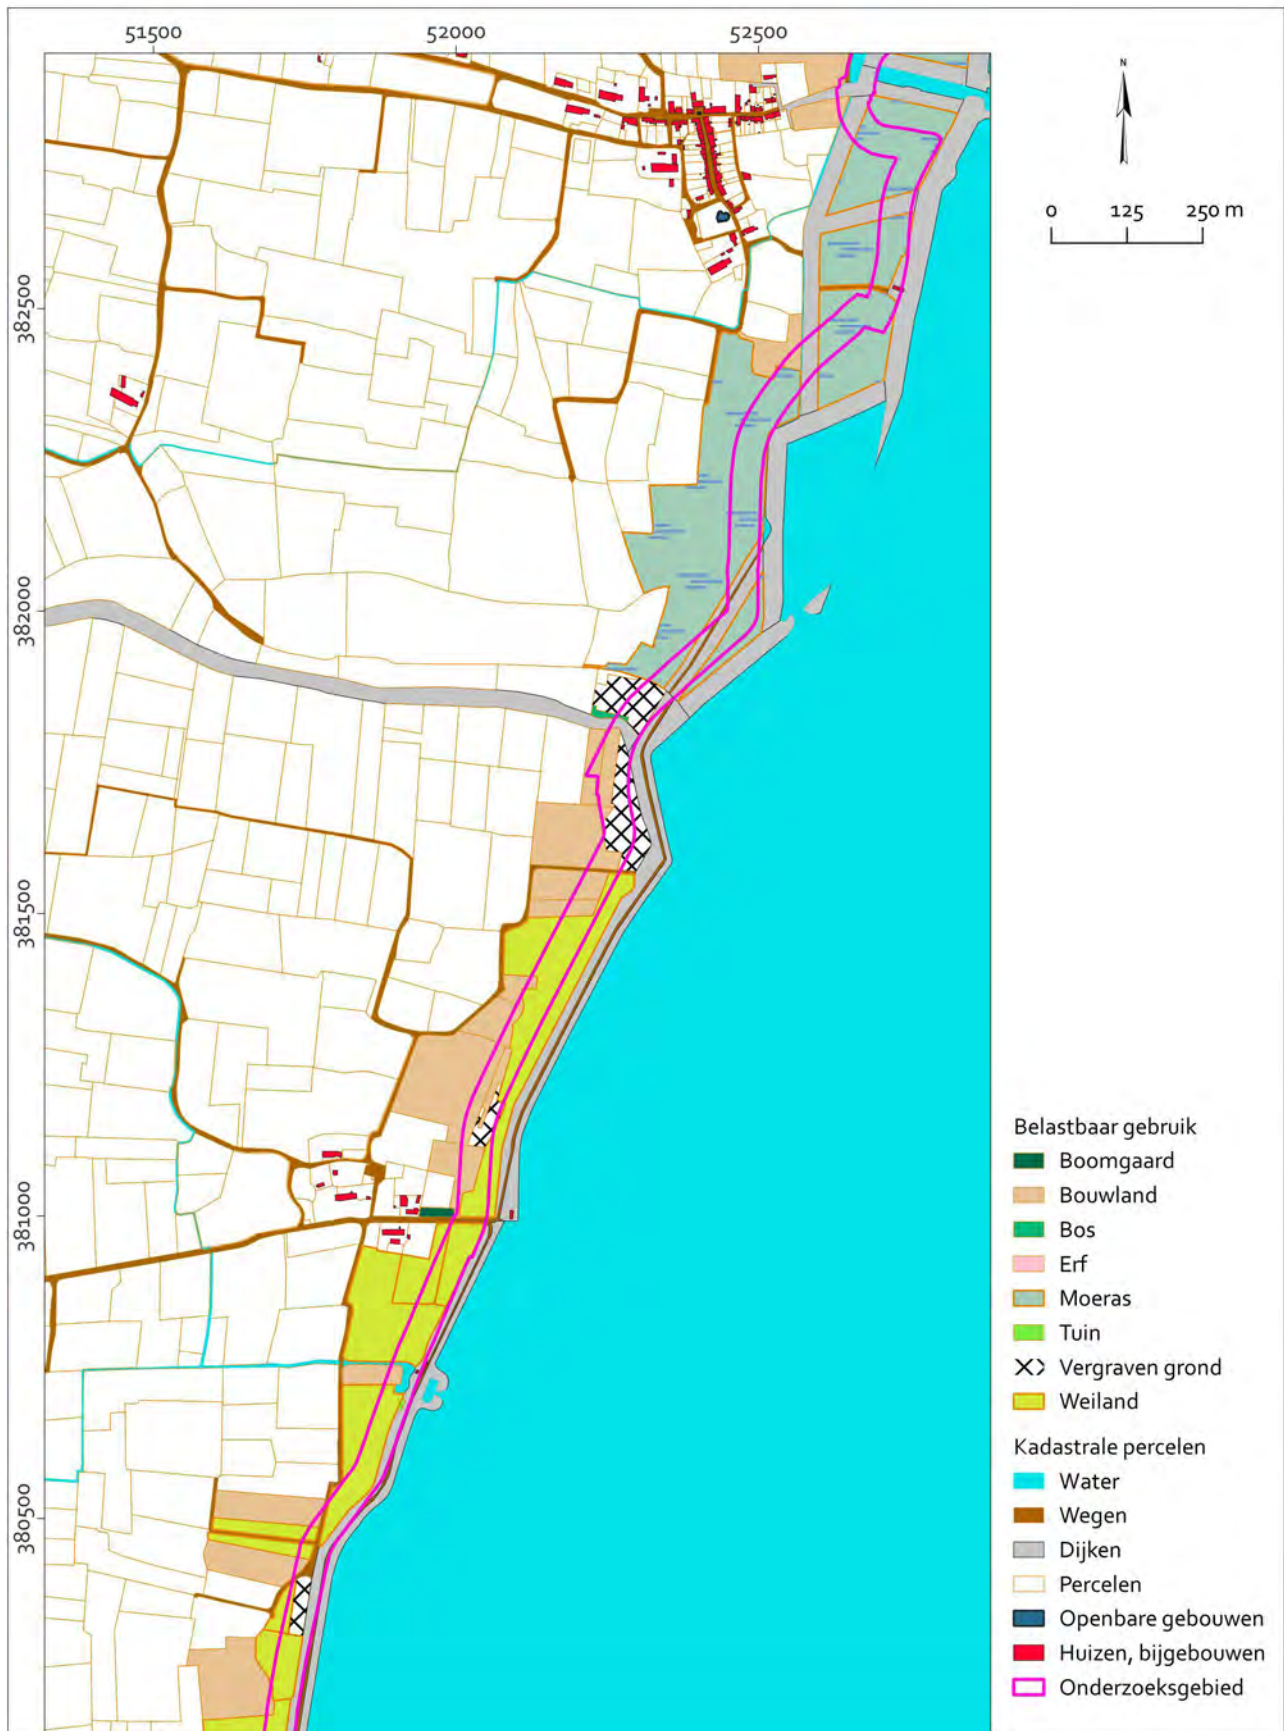 51500 52000 52500
N
0 125 250 m
382500
382000
381500
381000
380500
Belastbaar gebruik
Boomgaard
Bouwland
Bos
Erf
Moeras
Tuin
Vergraven grond
Weiland
Kadastrale percelen
Water
Wegen
Dijken
Percelen
Openbare gebouwen
Huizen, bijgebouwen
Onderzoeksgebied